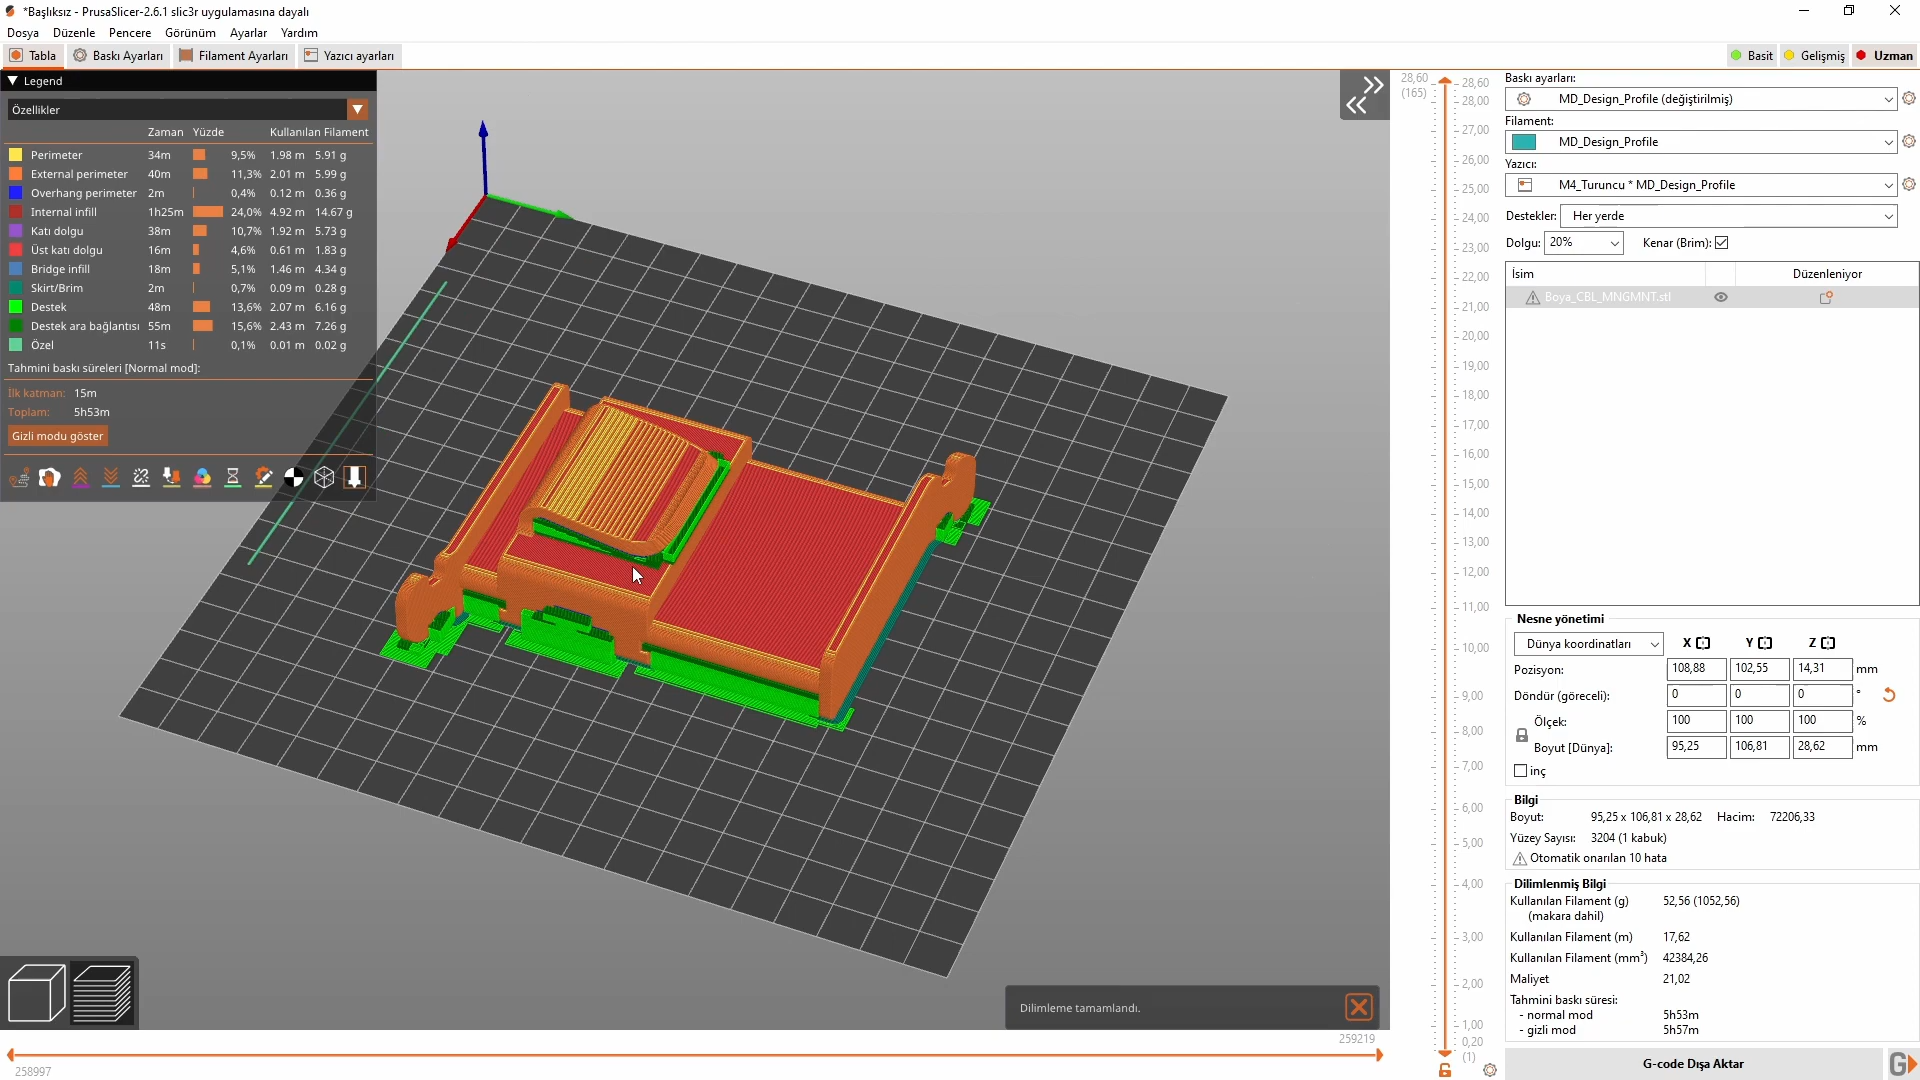 *Başlıksız - PrusaSlicer-2.6.1 slic3r uygulamasına dayalı
Dosya Düzenle Pencere Görünüm Ayarlar Yardım
Tabla Baskı Ayarları Filament Ayarları Yazıcı ayarları
Basit Gelişmiş Uzman
Legend
Özellikler
Zaman Yüzde Kullanılan Filament
Perimeter 34m 9,5% 1.98 m 5.91 g
External perimeter 40m 11,3% 2.01 m 5.99 g
Overhang perimeter 2m 0,4% 0.12 m 0.36 g
Internal infill 1h25m 24,0% 4.92 m 14.67 g
Katı dolgu 38m 10,7% 1.92 m 5.73 g
Üst katı dolgu 16m 4,6% 0.61 m 1.83 g
Bridge infill 18m 5,1% 1.46 m 4.34 g
Skirt/Brim 2m 0,7% 0.09 m 0.28 g
Destek 48m 13,6% 2.07 m 6.16 g
Destek ara bağlantısı 55m 15,6% 2.43 m 7.26 g
Özel 11s 0,1% 0.01 m 0.02 g
Tahmini baskı süreleri [Normal mod]:
İlk katman: 15m
Toplam: 5h53m
Gizli modu göster
Dilimleme tamamlandı.
259219
258997
28,60
(165)
28,60
28,00
27,00
26,00
25,00
24,00
23,00
22,00
21,00
20,00
19,00
18,00
17,00
16,00
15,00
14,00
13,00
12,00
11,00
10,00
9,00
8,00
7,00
6,00
5,00
4,00
3,00
2,00
1,00
0,20
(1)
Baskı ayarları:
MD_Design_Profile (değiştirilmiş)
Filament:
MD_Design_Profile
Yazıcı:
M4_Turuncu * MD_Design_Profile
Destekler: Her yerde
Dolgu: 20% Kenar (Brim):
İsim Düzenleniyor
Boya_CBL_MNGMNT.stl
Nesne yönetimi
Dünya koordinatları X Y Z
Pozisyon: 108,88 102,55 14,31 mm
Döndür (göreceli): 0 0 0 °
Ölçek: 100 100 100 %
Boyut [Dünya]: 95,25 106,81 28,62 mm
inç
Bilgi
Boyut: 95,25 x 106,81 x 28,62 Hacim: 72206,33
Yüzey Sayısı: 3204 (1 kabuk)
Otomatik onarılan 10 hata
Dilimlenmiş Bilgi
Kullanılan Filament (g) 52,56 (1052,56)
(makara dahil)
Kullanılan Filament (m) 17,62
Kullanılan Filament (mm³) 42384,26
Maliyet 21,02
Tahmini baskı süresi:
- normal mod 5h53m
- gizli mod 5h57m
G-code Dışa Aktar